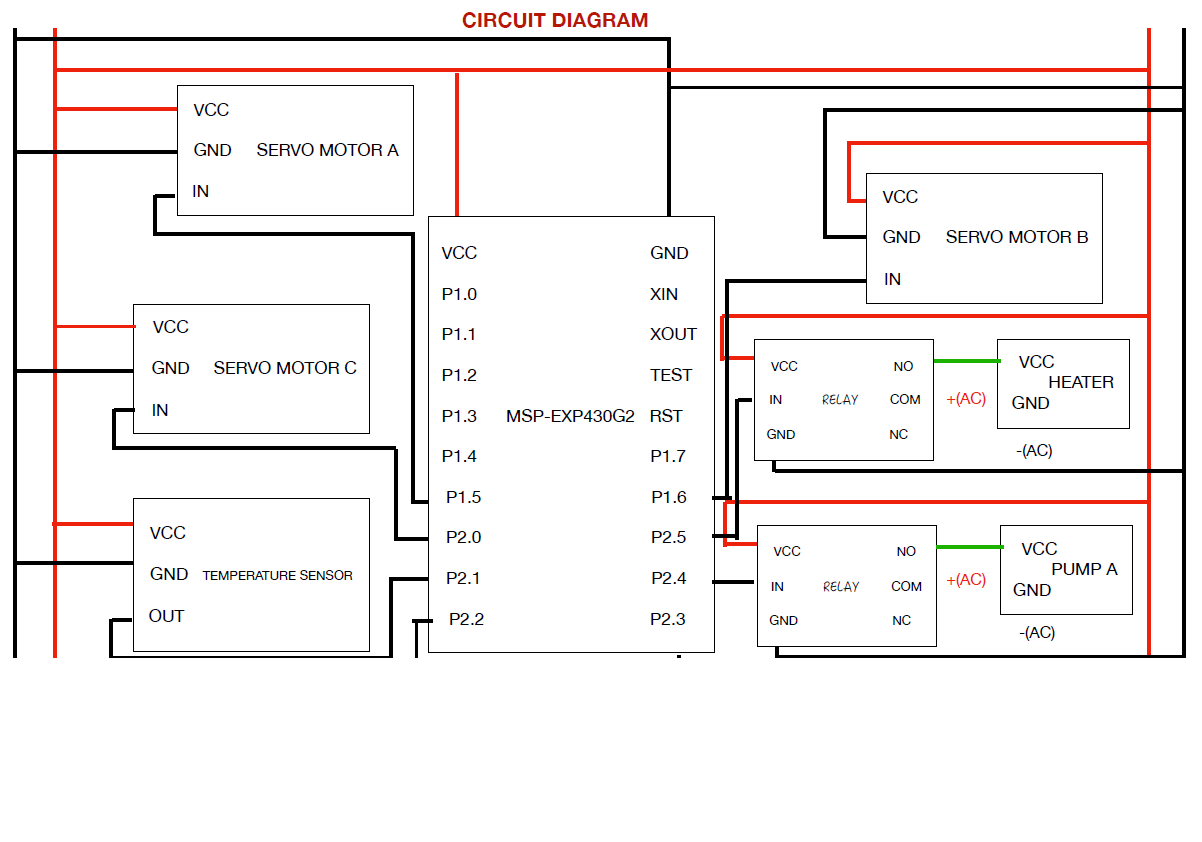 CIRCUIT DIAGRAM
VCC
GND SERVO MOTOR A
IN
VCC
GND SERVO MOTOR C
IN
VCC
GND TEMPERATURE SENSOR
OUT
VCC GND
P1.0 XIN
P1.1 XOUT
P1.2 TEST
P1.3 MSP-EXP430G2 RST
P1.4 P1.7
P1.5 P1.6
P2.0 P2.5
P2.1 P2.4
P2.2 P2.3
VCC
GND SERVO MOTOR B
IN
VCC NO
IN RELAY COM
GND NC
+(AC)
VCC
HEATER
GND
-(AC)
VCC NO
IN RELAY COM
GND NC
+(AC)
VCC
PUMP A
GND
-(AC)